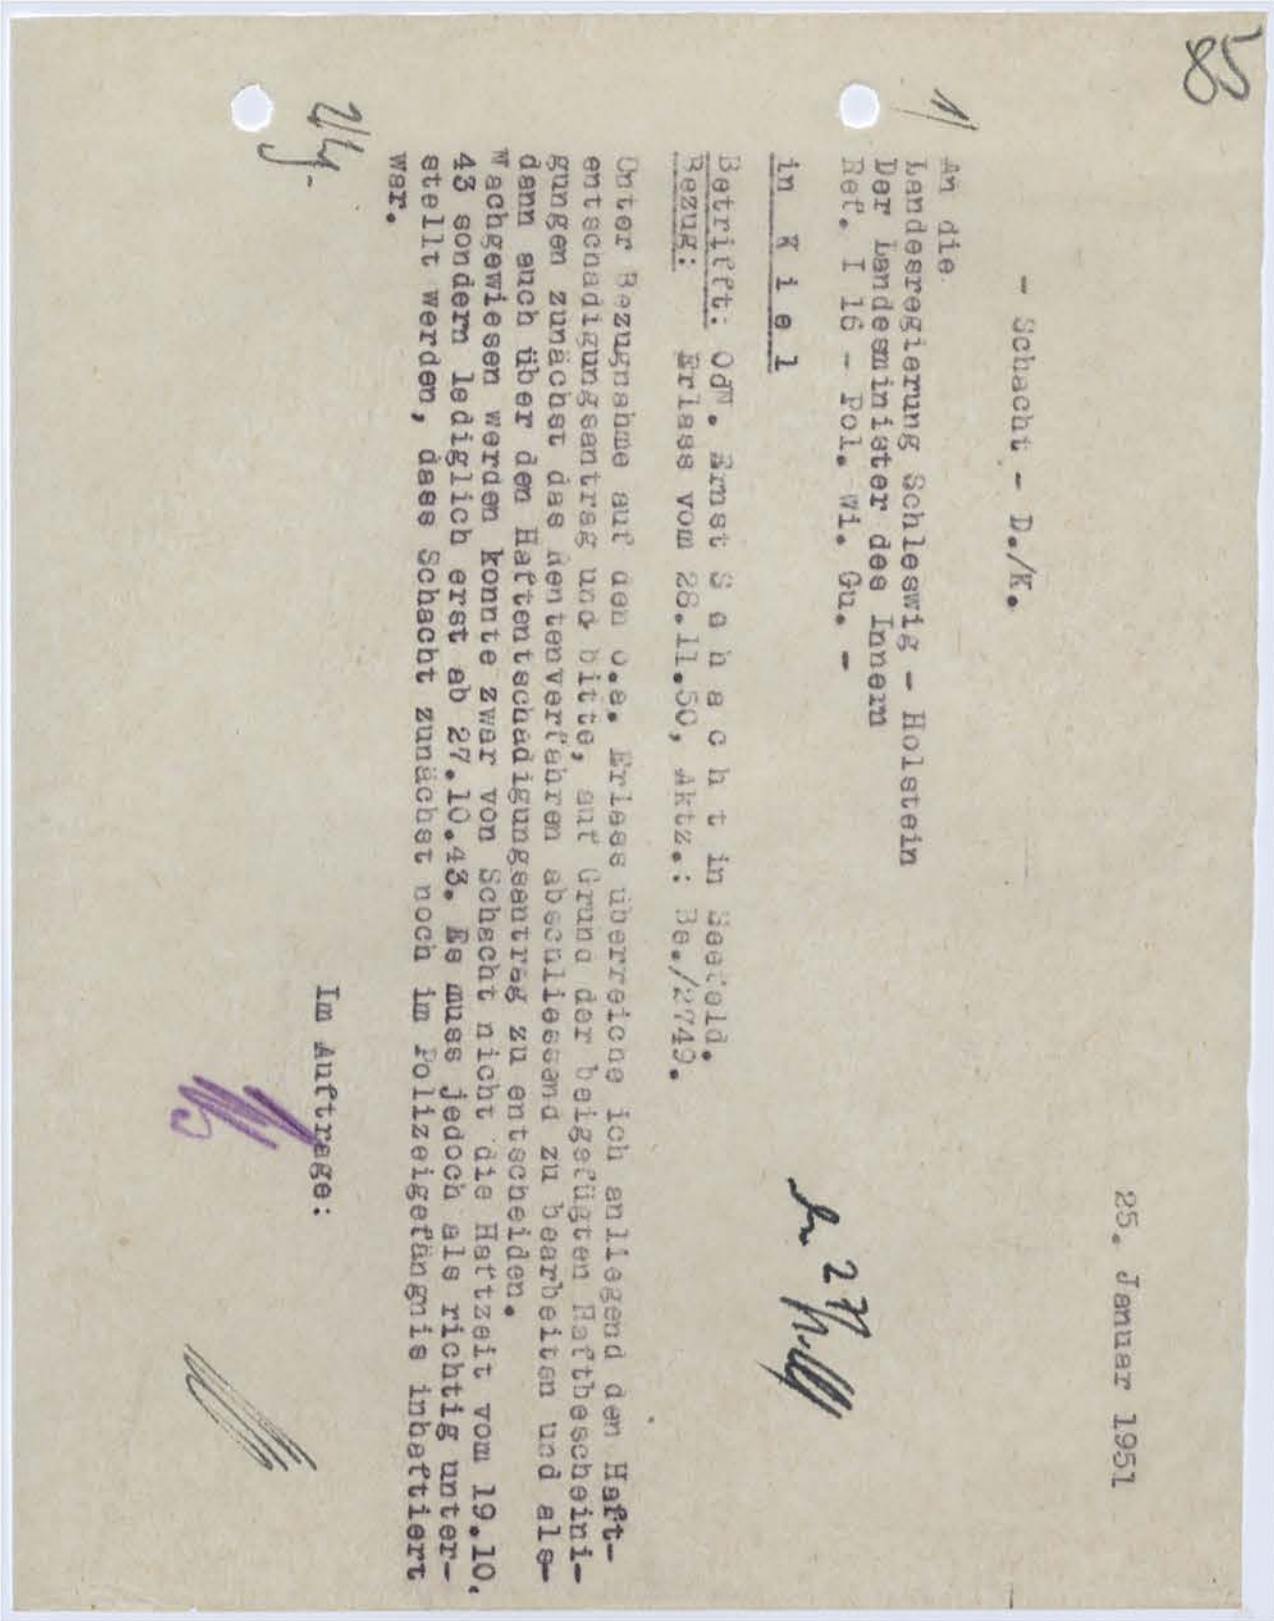 85
25. Januar 1951
- Schacht - D./K.
1/
An die
Landesregierung Schleswig - Holstein
Der Landesminister des Innern
Ref. I 16 - Pol. Wi. Gu. -
in K i e l
Betrifft: OdN. Ernst S c h a c h t in Seefeld.
Bezug: Erlass vom 28.11.50, Aktz.: Be./2749.
Unter Bezugnahme auf den o.a. Erlass überreiche ich anliegend den Haft-
entschädigungsantrag und bitte, auf Grund der beigefügten Haftbescheini-
gungen zunächst das Rentenverfahren abschliessend zu bearbeiten und als-
dann auch über den Haftentschädigungsantrag zu entscheiden.
Nachgewiesen werden konnte zwar von Schacht nicht die Haftzeit vom 19.10.
43 sondern lediglich erst ab 27.10.43. Es muss jedoch als richtig unter-
stellt werden, dass Schacht zunächst noch im Polizeigefängnis inhaftiert
war.
Im Auftrage: